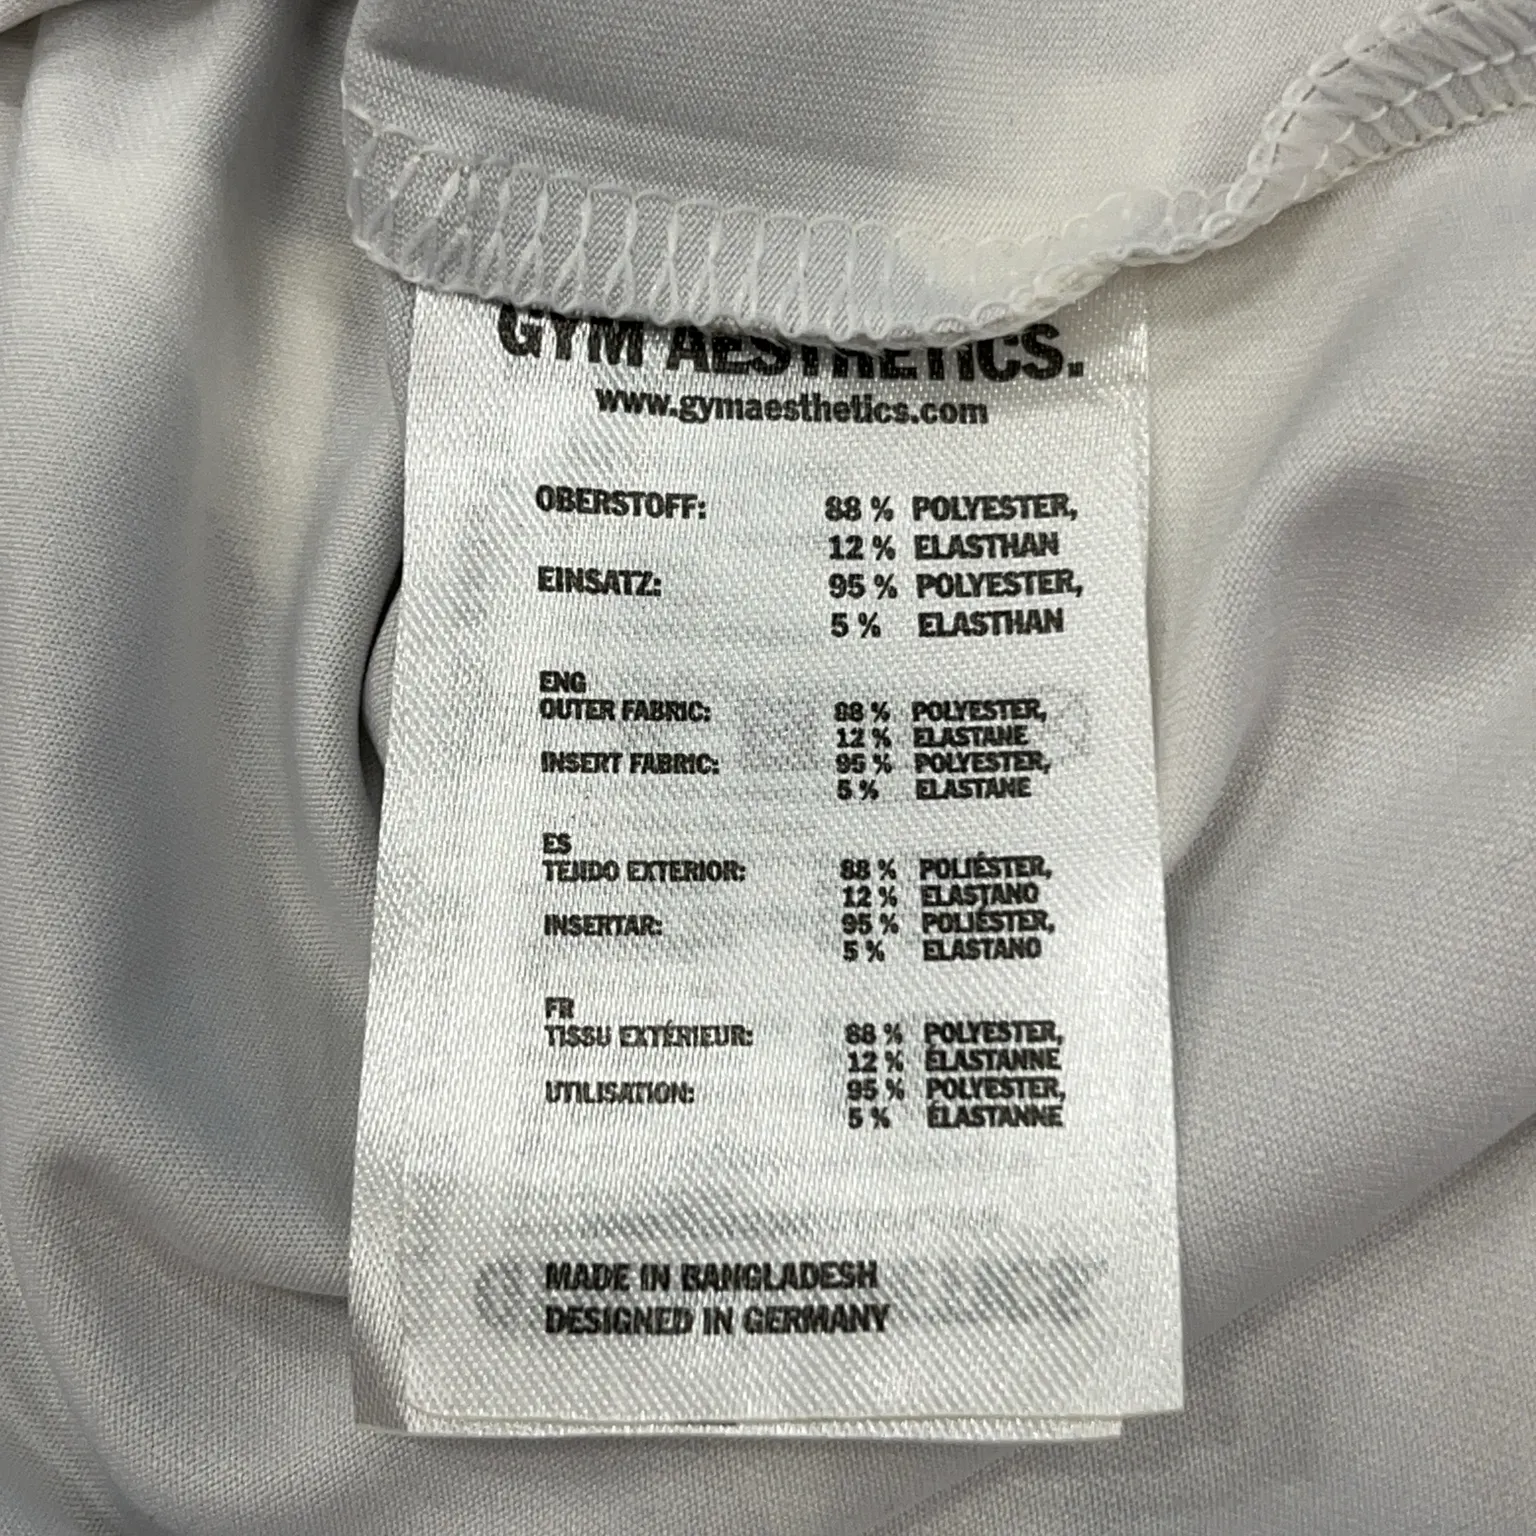 GYM AESTHETICS.
www.gymaesthetics.com
OBERSTOFF: 88 % POLYESTER,
12 % ELASTHAN
EINSATZ: 95 % POLYESTER,
5 % ELASTHAN
ENG
OUTER FABRIC: 88 % POLYESTER,
12 % ELASTANE
INSERT FABRIC: 95 % POLYESTER,
5 % ELASTANE
ES
TEJIDO EXTERIOR: 88 % POLIÉSTER,
12 % ELASTANO
INSERTAR: 95 % POLIÉSTER,
5 % ELASTANO
FR
TISSU EXTÉRIEUR: 88 % POLYESTER,
12 % ÉLASTANNE
UTILISATION: 95 % POLYESTER,
5 % ÉLASTANNE
MADE IN BANGLADESH
DESIGNED IN GERMANY